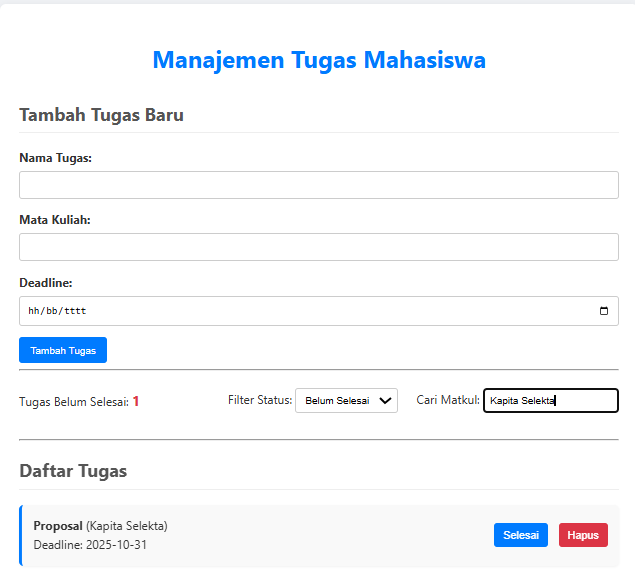 Manajemen Tugas Mahasiswa
Tambah Tugas Baru
Nama Tugas:
Mata Kuliah:
Deadline:
hh/bb/tttt
Tambah Tugas
Tugas Belum Selesai: 1 Filter Status: Belum Selesai Cari Matkul: Kapita Selekta
Daftar Tugas
Proposal (Kapita Selekta)
Deadline: 2025-10-31
Selesai Hapus